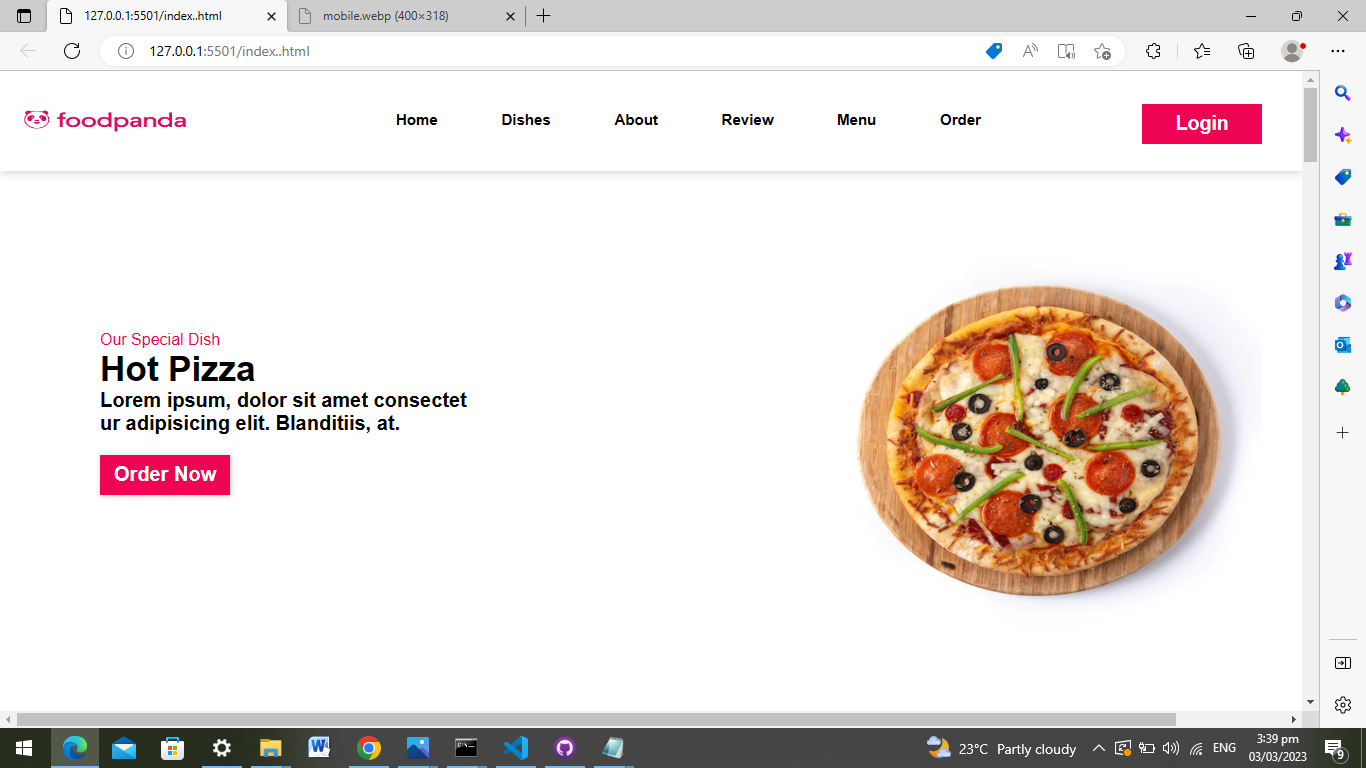 127.0.0.1:5501/index..html
mobile.webp (400×318)
127.0.0.1:5501/index..html
foodpanda
Home Dishes About Review Menu Order
Login
Our Special Dish
Hot Pizza
Lorem ipsum, dolor sit amet consectet
ur adipisicing elit. Blanditiis, at.
Order Now
23°C Partly cloudy
ENG
3:39 pm
03/03/2023
9